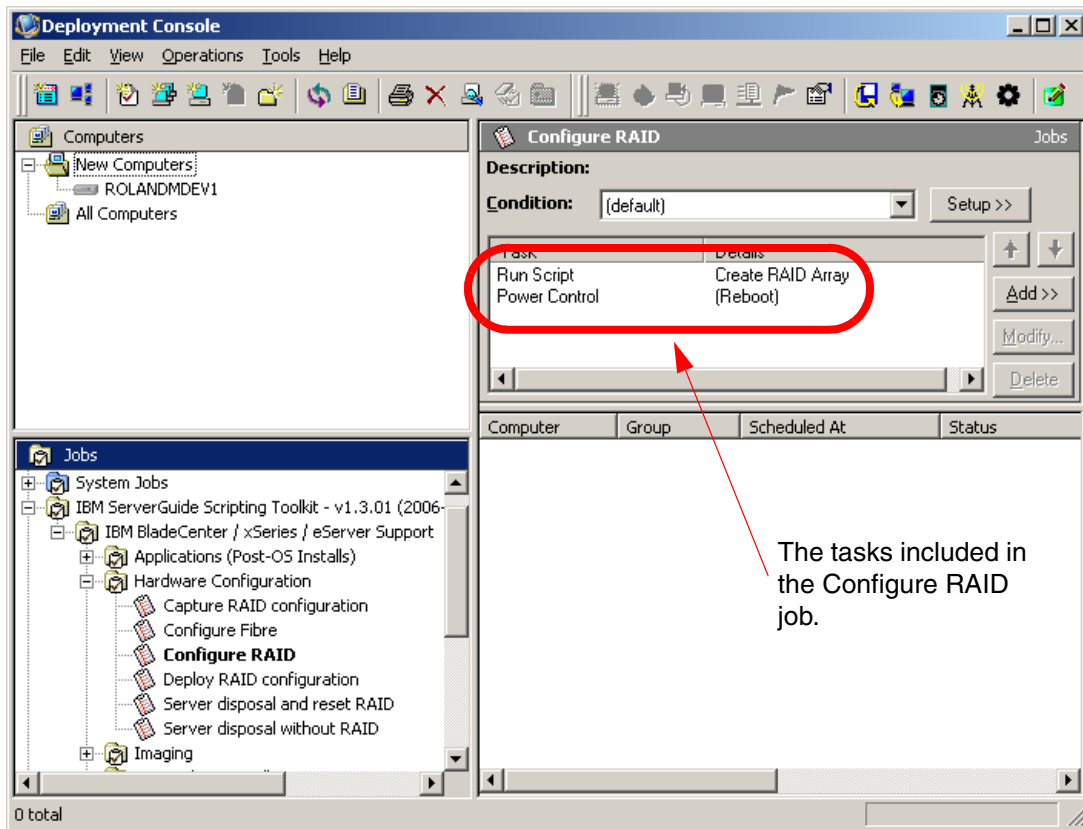 Deployment Console
File Edit View Operations Tools Help
Computers
New Computers
ROLANDMDEV1
All Computers
Configure RAID Jobs
Description:
Condition: (default) Setup >>
Task Details
Run Script Create RAID Array
Power Control (Reboot)
Add >>
Modify...
Delete
Computer Group Scheduled At Status
Jobs
System Jobs
IBM ServerGuide Scripting Toolkit - v1.3.01 (2006-
IBM BladeCenter / xSeries / eServer Support
Applications (Post-OS Installs)
Hardware Configuration
Capture RAID configuration
Configure Fibre
Configure RAID
Deploy RAID configuration
Server disposal and reset RAID
Server disposal without RAID
Imaging
The tasks included in
the Configure RAID
job.
0 total